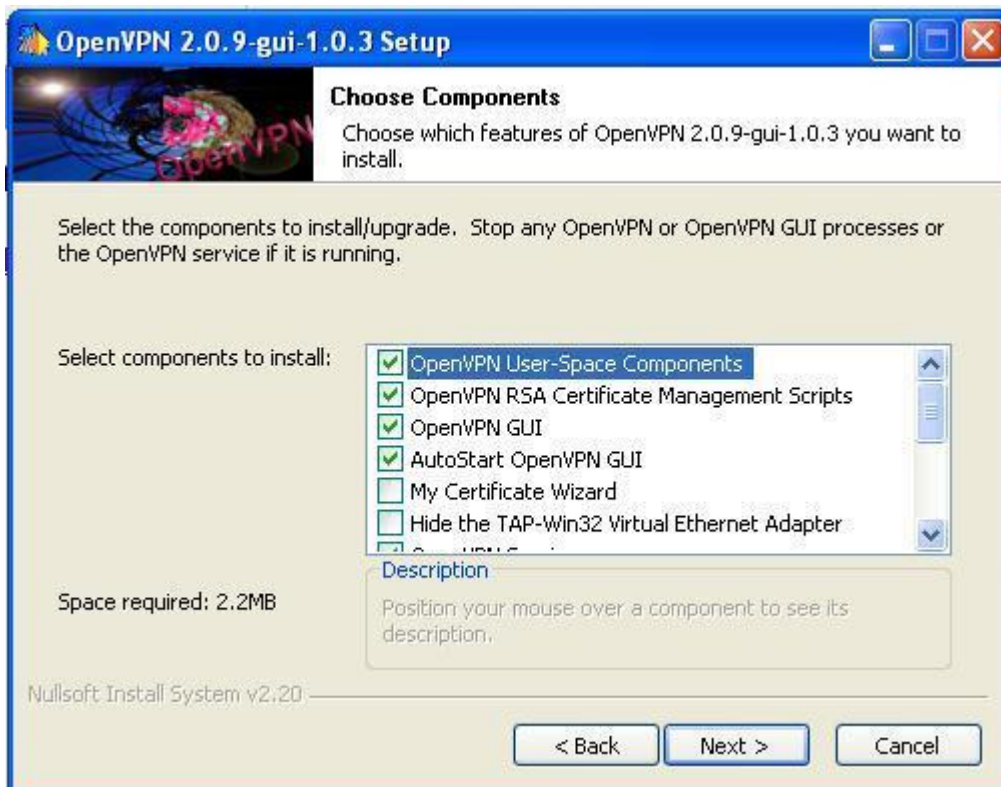 OpenVPN 2.0.9-gui-1.0.3 Setup
OpenVPN
Choose Components
Choose which features of OpenVPN 2.0.9-gui-1.0.3 you want to
install.
Select the components to install/upgrade.  Stop any OpenVPN or OpenVPN GUI processes or
the OpenVPN service if it is running.
Select components to install:
OpenVPN User-Space Components
OpenVPN RSA Certificate Management Scripts
OpenVPN GUI
AutoStart OpenVPN GUI
My Certificate Wizard
Hide the TAP-Win32 Virtual Ethernet Adapter
Description
Position your mouse over a component to see its
description.
Space required: 2.2MB
Nullsoft Install System v2.20
< Back
Next >
Cancel